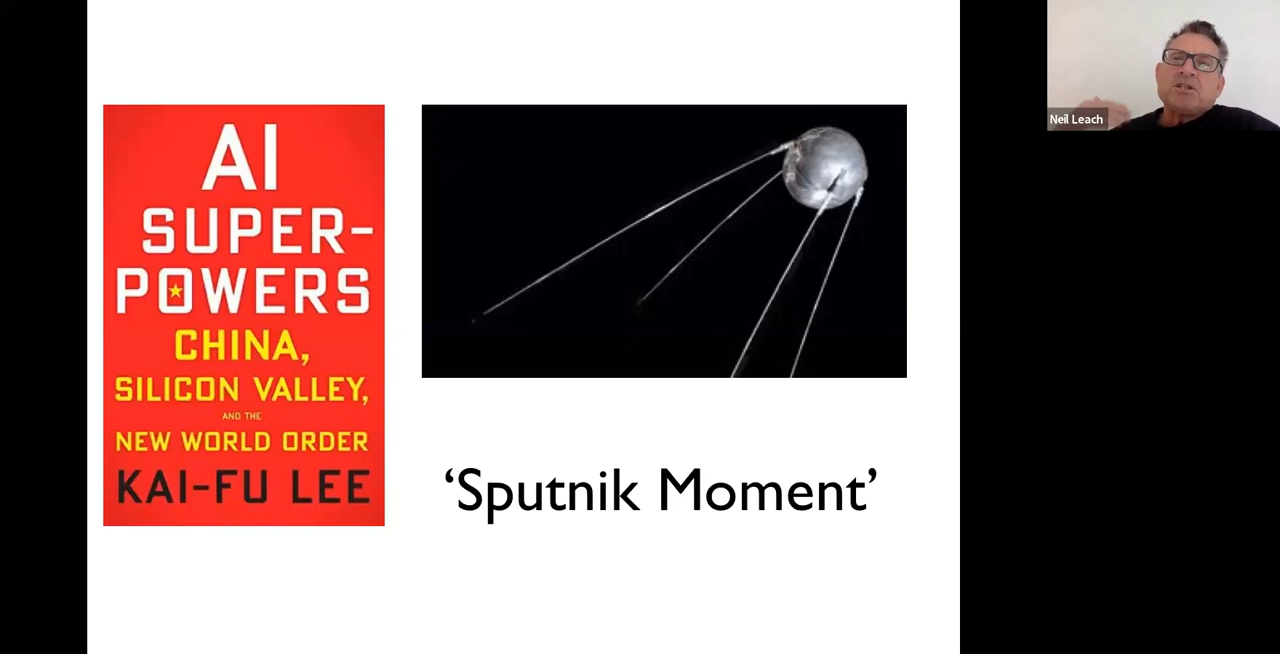 AI
SUPER-
POWERS
CHINA,
SILICON VALLEY,
AND THE
NEW WORLD ORDER
KAI-FU LEE
‘Sputnik Moment’
Neil Leach